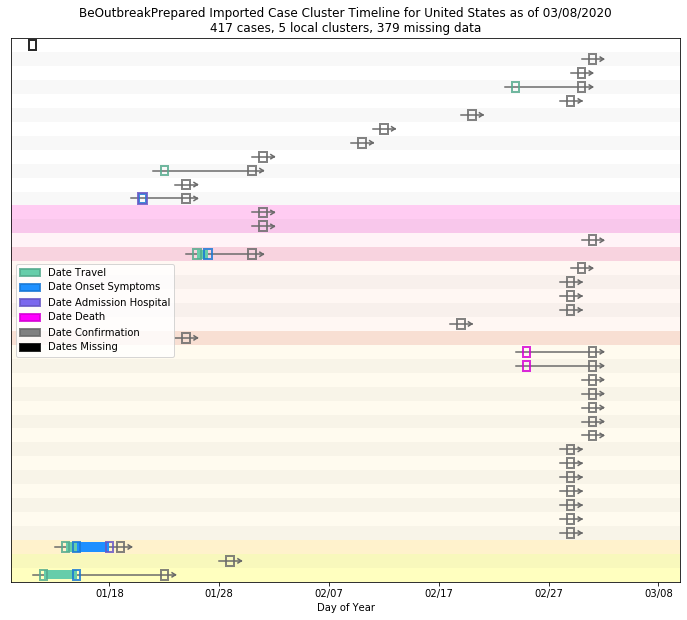 BeOutbreakPrepared Imported Case Cluster Timeline for United States as of 03/08/2020
417 cases, 5 local clusters, 379 missing data
Date Travel
Date Onset Symptoms
Date Admission Hospital
Date Death
Date Confirmation
Dates Missing
01/18 01/28 02/07 02/17 02/27 03/08
Day of Year